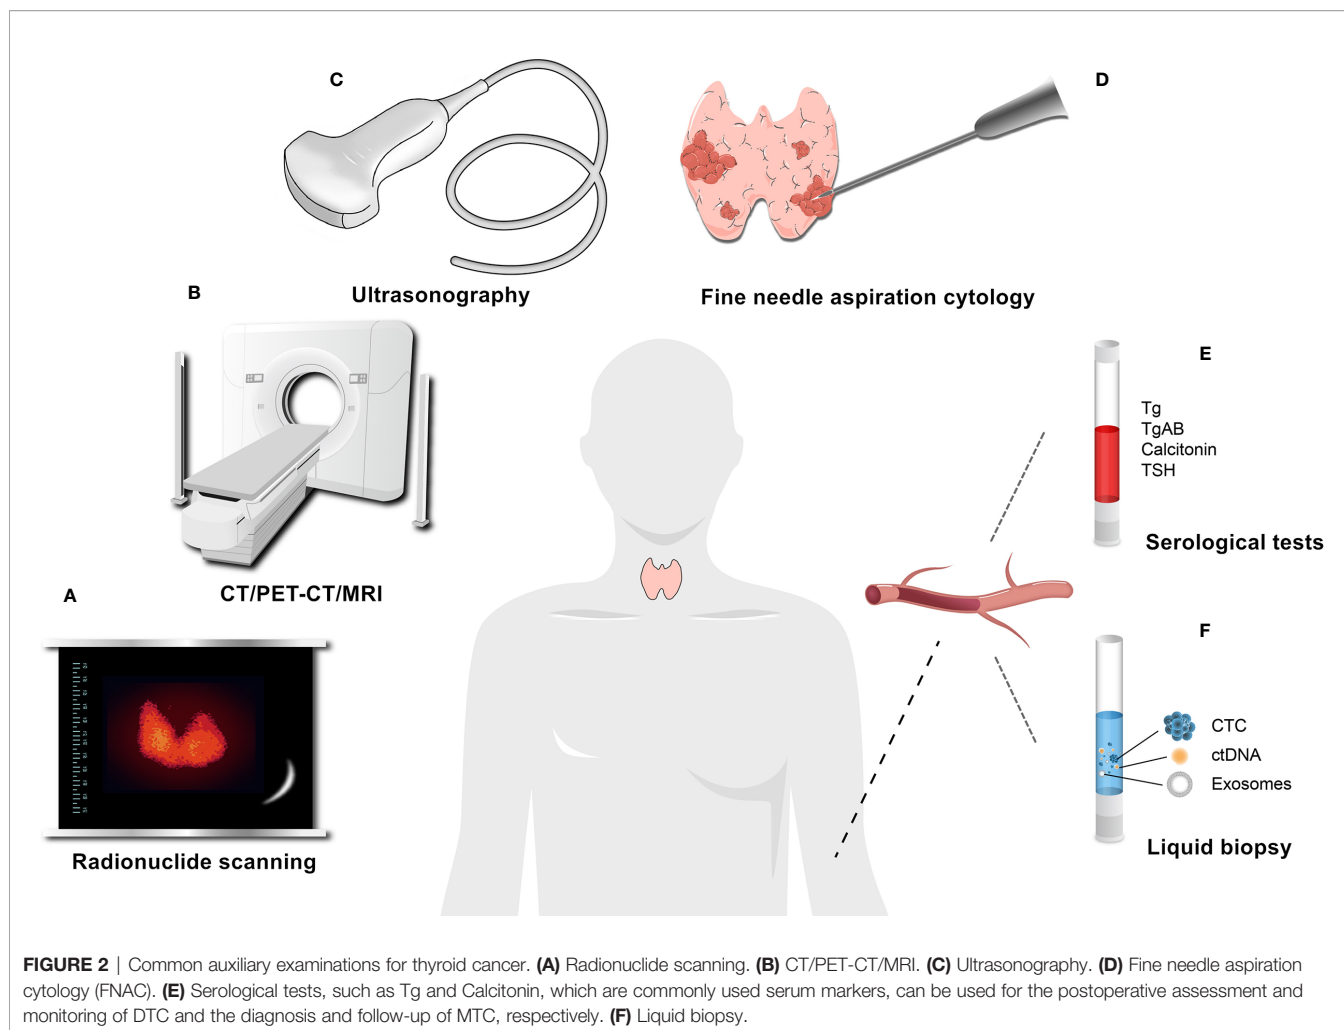 C
D
Ultrasonography
Fine needle aspiration cytology
B
E
Tg
TgAB
Calcitonin
TSH
Serological tests
CT/PET-CT/MRI
A
F
CTC
ctDNA
Exosomes
Liquid biopsy
Radionuclide scanning
FIGURE 2 | Common auxiliary examinations for thyroid cancer. (A) Radionuclide scanning. (B) CT/PET-CT/MRI. (C) Ultrasonography. (D) Fine needle aspiration
cytology (FNAC). (E) Serological tests, such as Tg and Calcitonin, which are commonly used serum markers, can be used for the postoperative assessment and
monitoring of DTC and the diagnosis and follow-up of MTC, respectively. (F) Liquid biopsy.